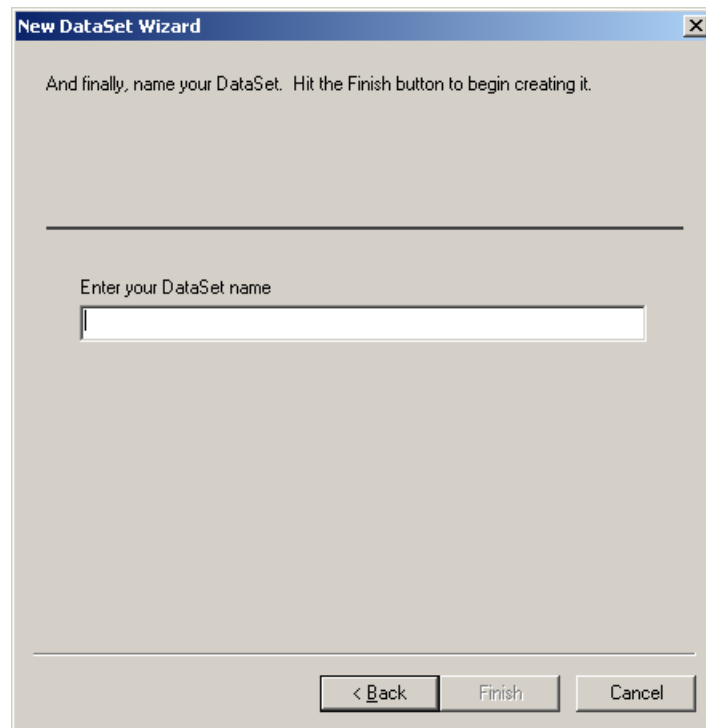 New DataSet Wizard
And finally, name your DataSet. Hit the Finish button to begin creating it.
Enter your DataSet name
< Back
Finish
Cancel